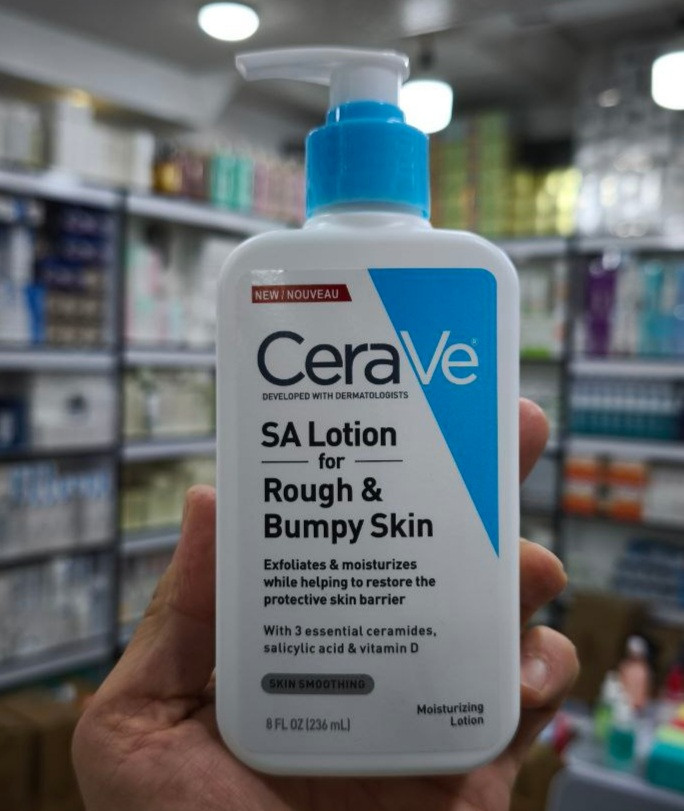 NEW / NOUVEAU
CeraVe®
DEVELOPED WITH DERMATOLOGISTS
SA Lotion
for
Rough &
Bumpy Skin
Exfoliates & moisturizes
while helping to restore the
protective skin barrier
With 3 essential ceramides,
salicylic acid & vitamin D
SKIN SMOOTHING
8 FL OZ (236 mL)
Moisturizing
Lotion